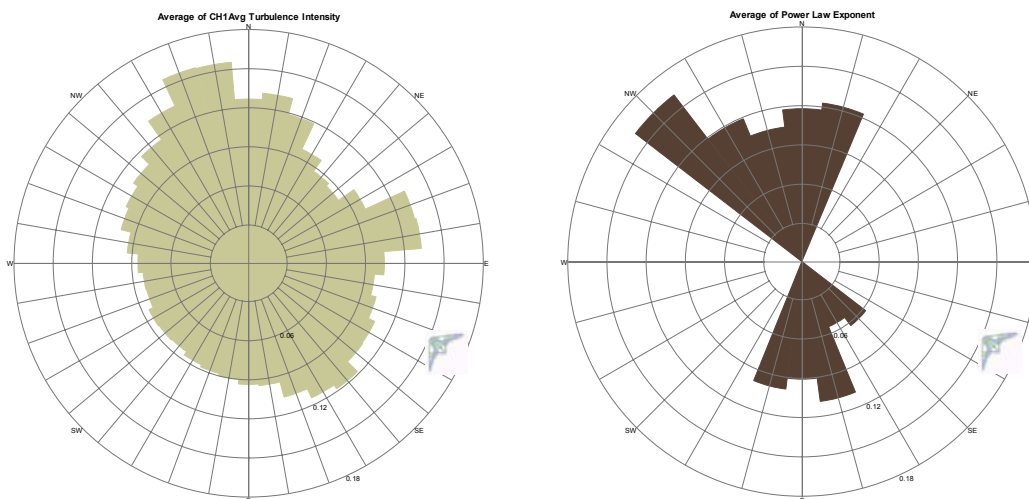 Average of CH1Avg Turbulence Intensity
N
NW
NE
W
E
0.06
0.12
SW
SE
0.18
Average of Power Law Exponent
N
NW
NE
W
0.06
0.12
SW
SE
0.18